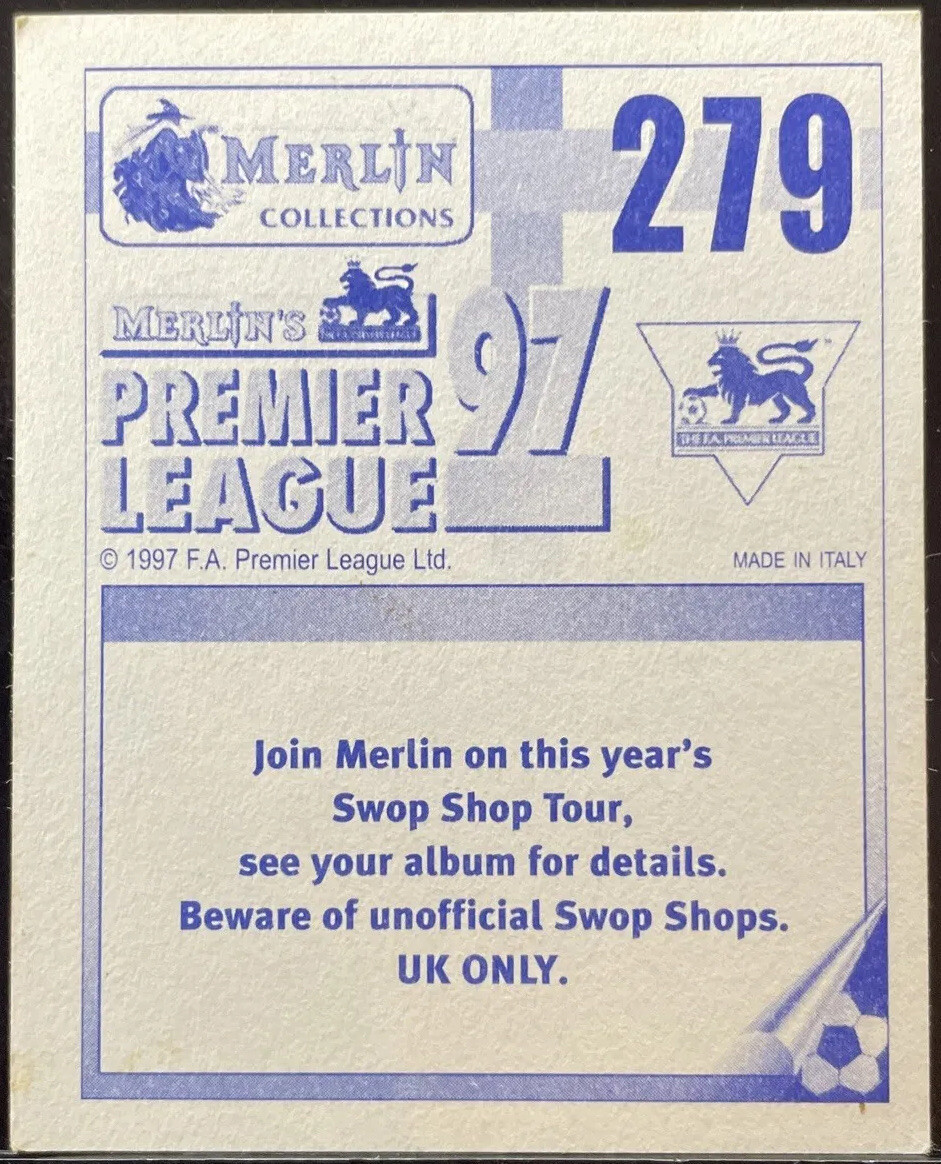 MERLIN
COLLECTIONS
279
MERLIN'S
PREMIER
LEAGUE
97
THE F.A. PREMIER LEAGUE
© 1997 F.A. Premier League Ltd.
MADE IN ITALY
Join Merlin on this year's
Swop Shop Tour,
see your album for details.
Beware of unofficial Swop Shops.
UK ONLY.